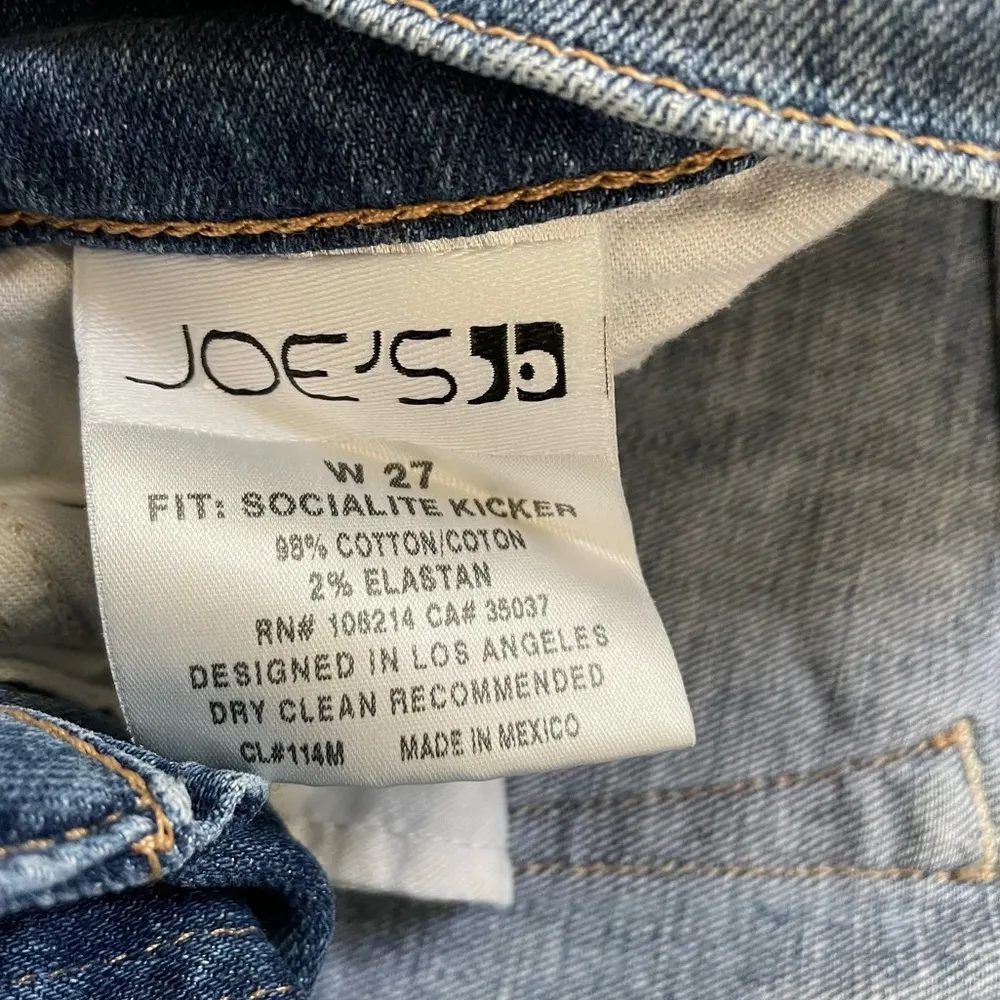 JOE'S
W 27
FIT: SOCIALITE KICKER
98% COTTON/COTON
2% ELASTAN
RN# 106214 CA# 35037
DESIGNED IN LOS ANGELES
DRY CLEAN RECOMMENDED
CL#114M MADE IN MEXICO